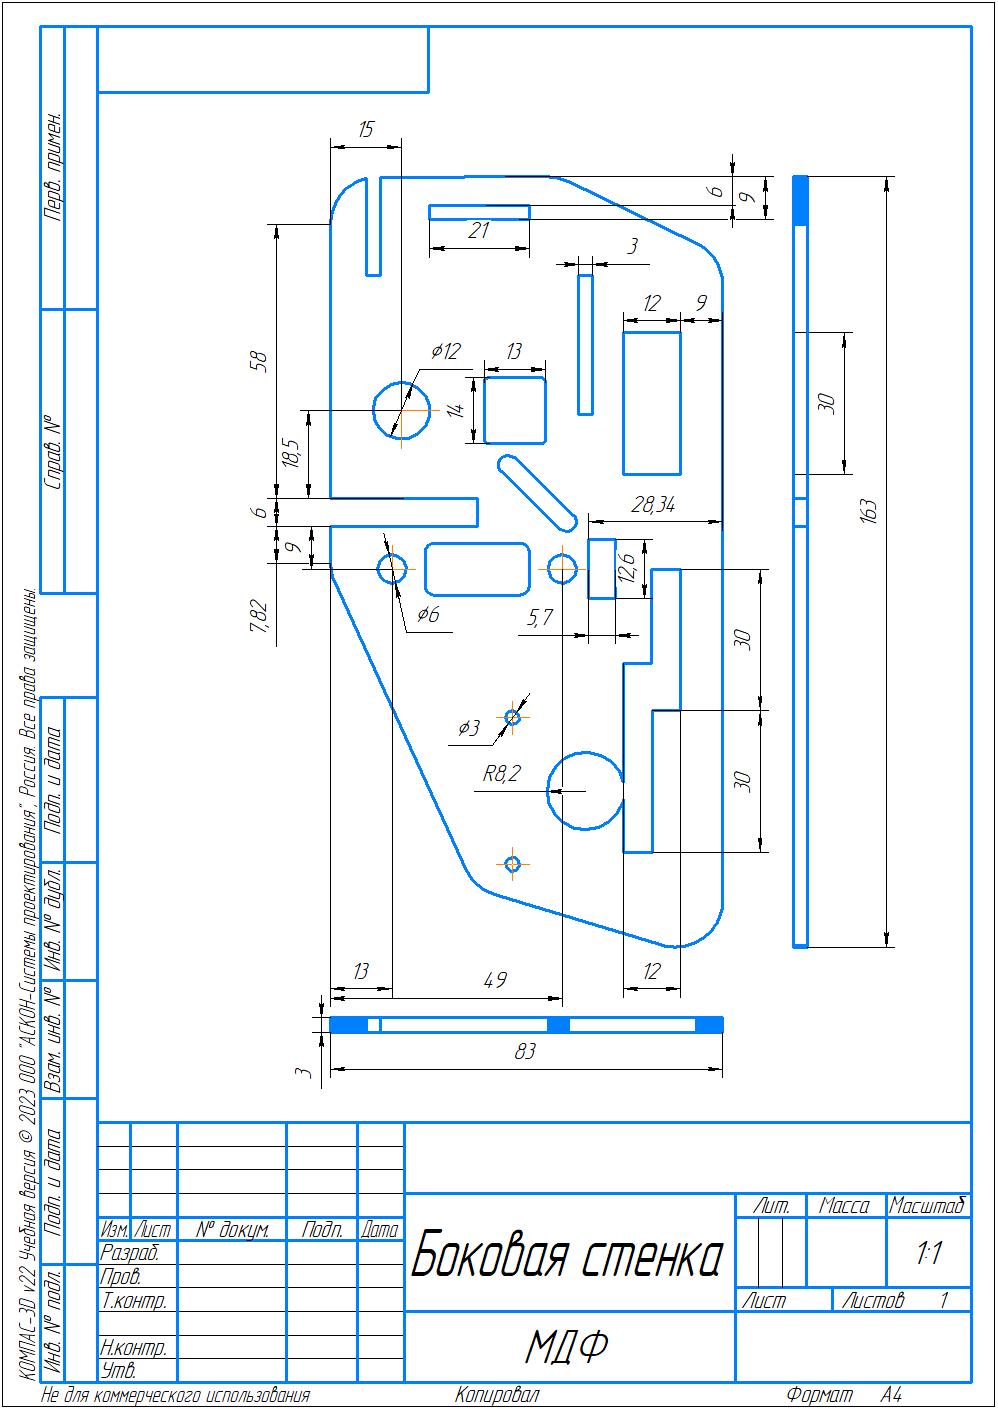 Перв. примен.
Справ. №
Подп. и дата
Инв. № дубл.
Взам. инв. №
Подп. и дата
Инв. № подл.
КОМПАС-3D v22 Учебная версия © 2023 ООО "АСКОН-Системы проектирования", Россия. Все права защищены.
15
6
9
21
3
12
9
58
⌀12
13
14
30
18,5
163
6
28,34
9
12,6
7,82
⌀6
5,7
30
⌀3
R8,2
30
13
49
12
3
83
Изм. Лист № докум. Подп. Дата
Разраб.
Пров.
Т.контр.
Н.контр.
Утв.
Боковая стенка
МДФ
Лит. Масса Масштаб
1:1
Лист Листов 1
Не для коммерческого использования Копировал Формат A4